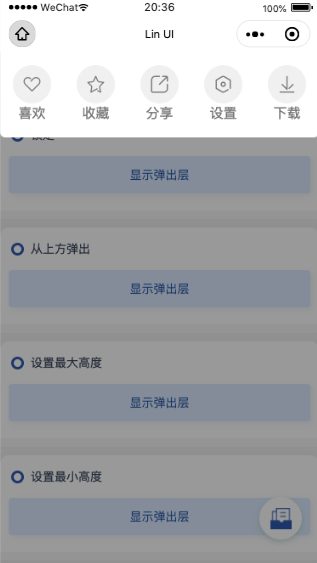 WeChat 20:36 100%
Lin UI
喜欢 收藏 分享 设置 下载
显示弹出层
从上方弹出
显示弹出层
设置最大高度
显示弹出层
设置最小高度
显示弹出层